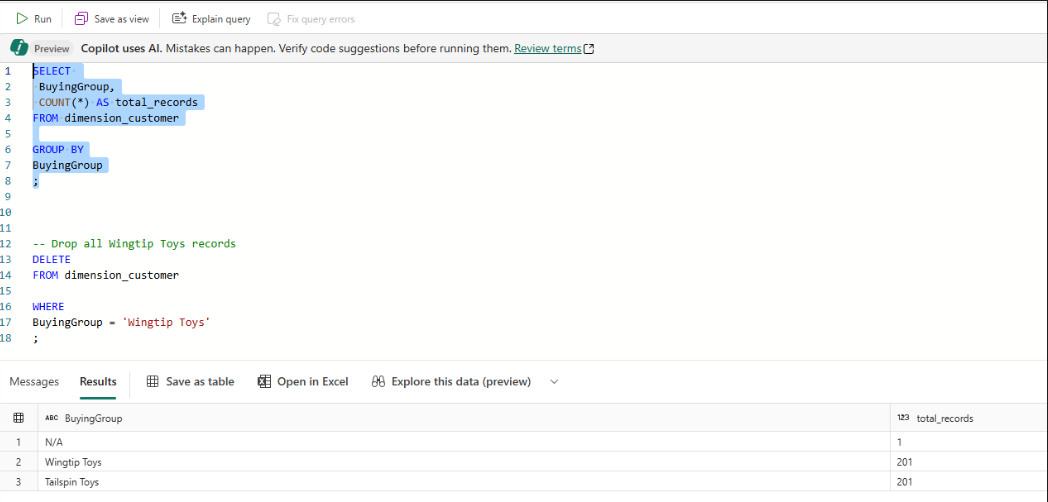 Run Save as view Explain query Fix query errors
Preview Copilot uses AI. Mistakes can happen. Verify code suggestions before running them. Review terms
1 SELECT
2 BuyingGroup,
3 COUNT(*) AS total_records
4 FROM dimension_customer
5
6 GROUP BY
7 BuyingGroup
8 ;
9
10
11
12 -- Drop all Wingtip Toys records
13 DELETE
14 FROM dimension_customer
15
16 WHERE
17 BuyingGroup = 'Wingtip Toys'
18 ;
Messages Results Save as table Open in Excel Explore this data (preview)
ABC BuyingGroup 123 total_records
1 N/A 1
2 Wingtip Toys 201
3 Tailspin Toys 201